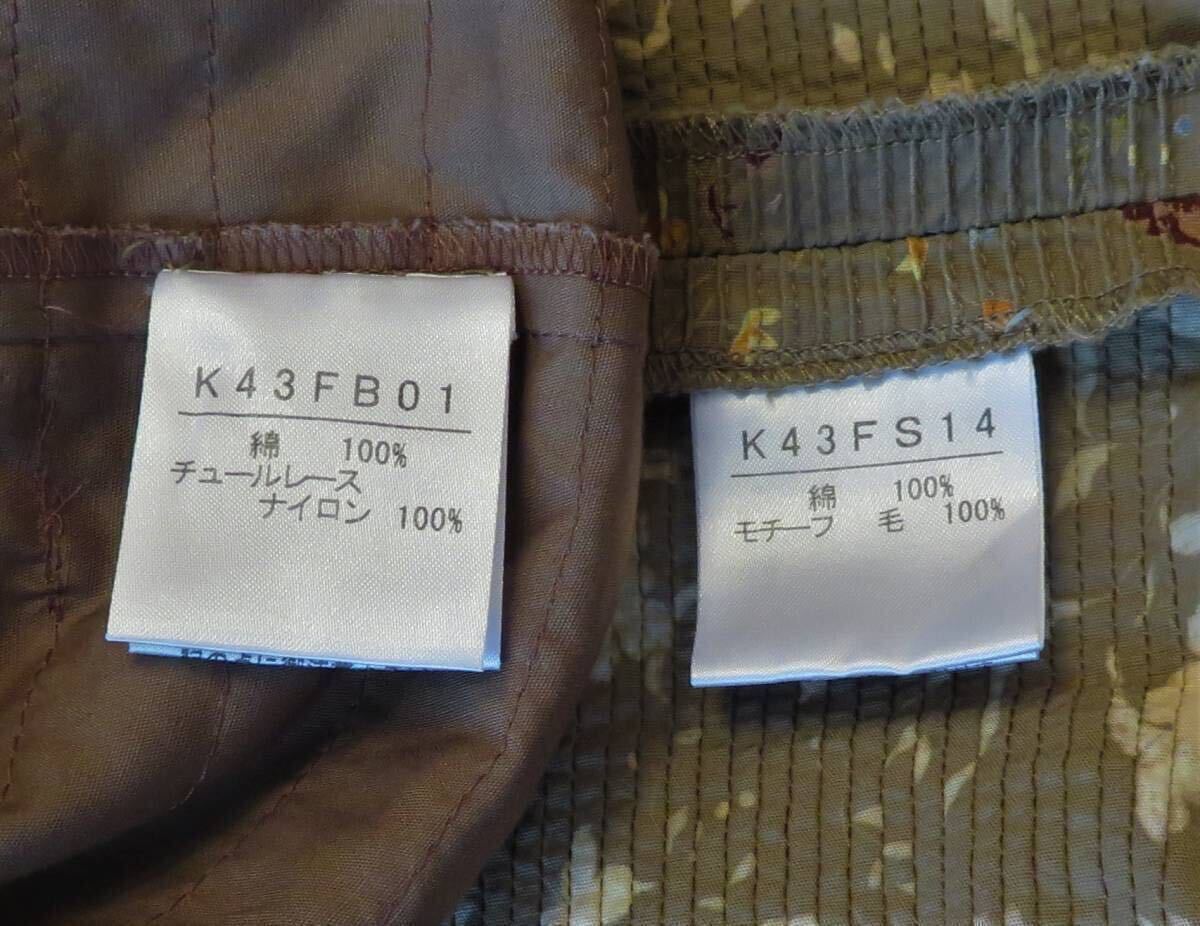 K43FB01
綿 100%
チュールレース
ナイロン 100%
K43FS14
綿 100%
モチーフ 毛 100%